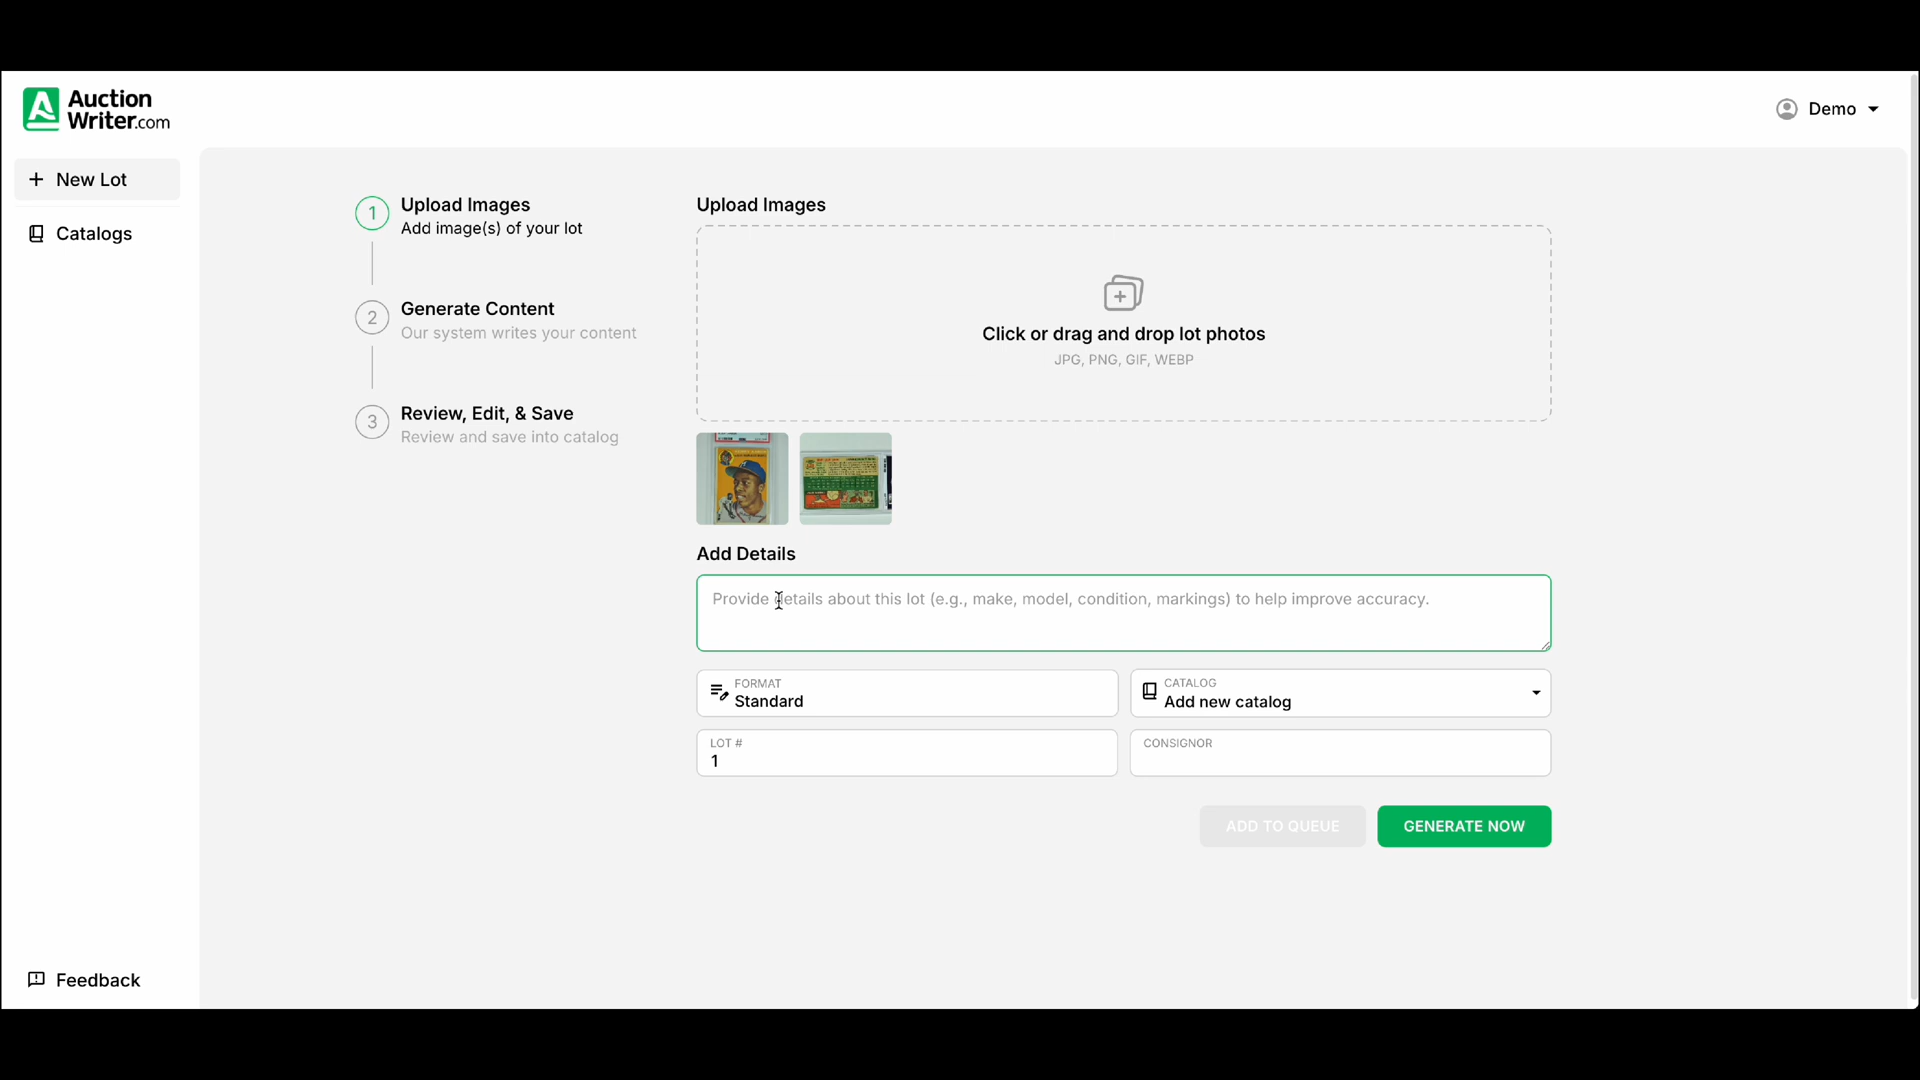 Auction
Writer.com
Demo
New Lot
Catalogs
1
Upload Images
Add image(s) of your lot
2
Generate Content
Our system writes your content
3
Review, Edit, & Save
Review and save into catalog
Upload Images
Click or drag and drop lot photos
JPG, PNG, GIF, WEBP
Add Details
Provide details about this lot (e.g., make, model, condition, markings) to help improve accuracy.
FORMAT
Standard
CATALOG
Add new catalog
LOT #
1
CONSIGNOR
ADD TO QUEUE
GENERATE NOW
Feedback